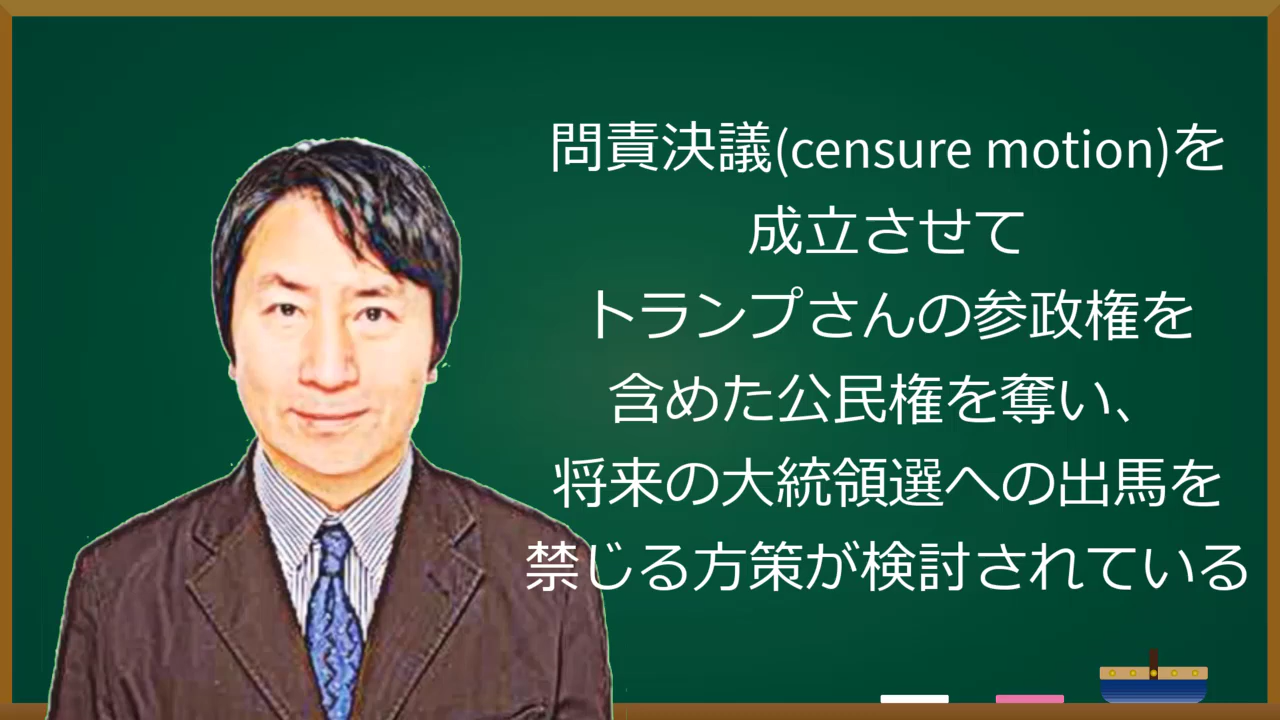 問責決議(censure motion)を
成立させて
トランプさんの参政権を
含めた公民権を奪い、
将来の大統領選への出馬を
禁じる方策が検討されている